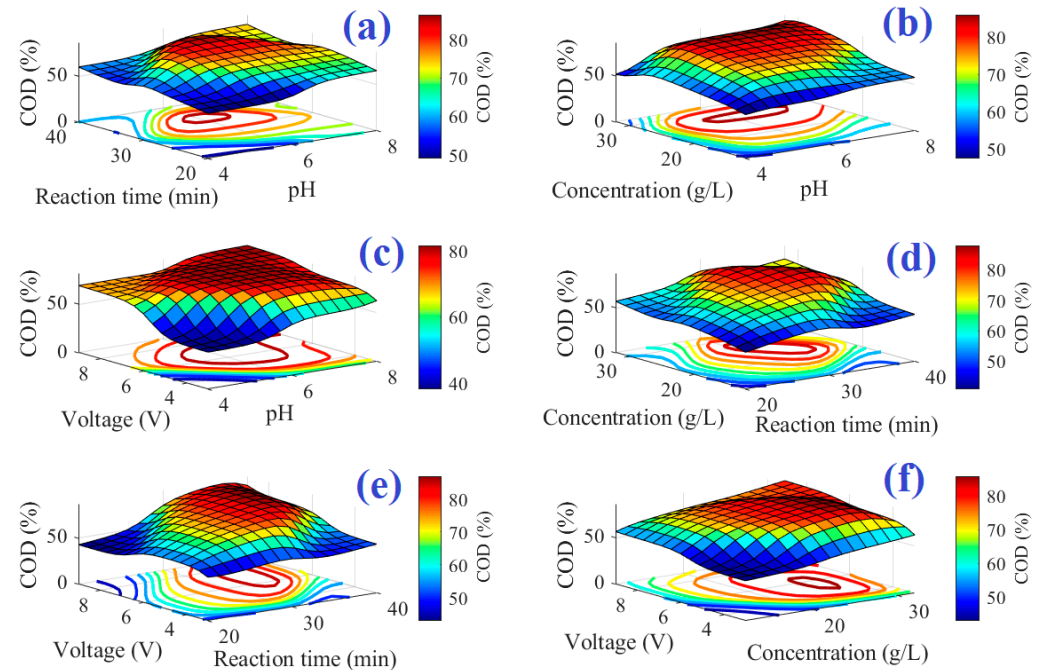 (a)
COD (%)
50
0
40
30
20
Reaction time (min)
4
6
8
pH
80
70
60
50
COD (%)
(b)
COD (%)
50
0
30
20
Concentration (g/L)
4
6
8
pH
80
70
60
50
COD (%)
(c)
COD (%)
50
0
8
6
4
Voltage (V)
4
6
8
pH
80
60
40
COD (%)
(d)
COD (%)
50
0
30
20
Concentration (g/L)
20
30
40
Reaction time (min)
80
70
60
50
COD (%)
(e)
COD (%)
50
0
8
6
4
Voltage (V)
20
30
40
Reaction time (min)
80
70
60
50
COD (%)
(f)
COD (%)
50
0
8
6
4
Voltage (V)
20
30
Concentration (g/L)
80
70
60
50
COD (%)